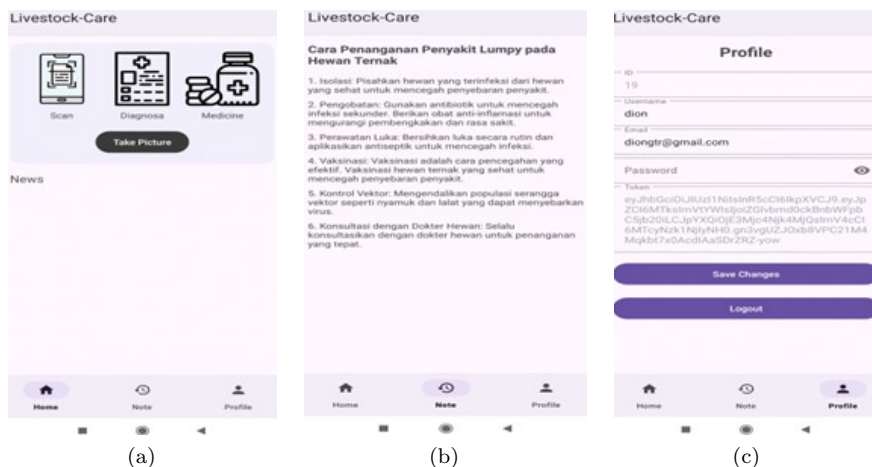 Livestock-Care
Scan
Diagnosa
Medicine
Take Picture
News
Home
Note
Profile
(a)
Livestock-Care
Cara Penanganan Penyakit Lumpy pada
Hewan Ternak
1. Isolasi: Pisahkan hewan yang terinfeksi dari hewan
yang sehat untuk mencegah penyebaran penyakit.
2. Pengobatan: Gunakan antibiotik untuk mencegah
infeksi sekunder. Berikan obat anti-inflamasi untuk
mengurangi pembengkakan dan rasa sakit.
3. Perawatan Luka: Bersihkan luka secara rutin dan
aplikasikan antiseptik untuk mencegah infeksi.
4. Vaksinasi: Vaksinasi adalah cara pencegahan yang
efektif. Vaksinasi hewan ternak yang sehat untuk
mencegah penyebaran penyakit.
5. Kontrol Vektor: Mengendalikan populasi serangga
vektor seperti nyamuk dan lalat yang dapat menyebarkan
virus.
6. Konsultasi dengan Dokter Hewan: Selalu
konsultasikan dengan dokter hewan untuk penanganan
yang tepat.
Home
Note
Profile
(b)
Livestock-Care
Profile
ID
19
Username
dion
Email
diongtr@gmail.com
Password
Token
Save Changes
Logout
Home
Note
Profile
(c)